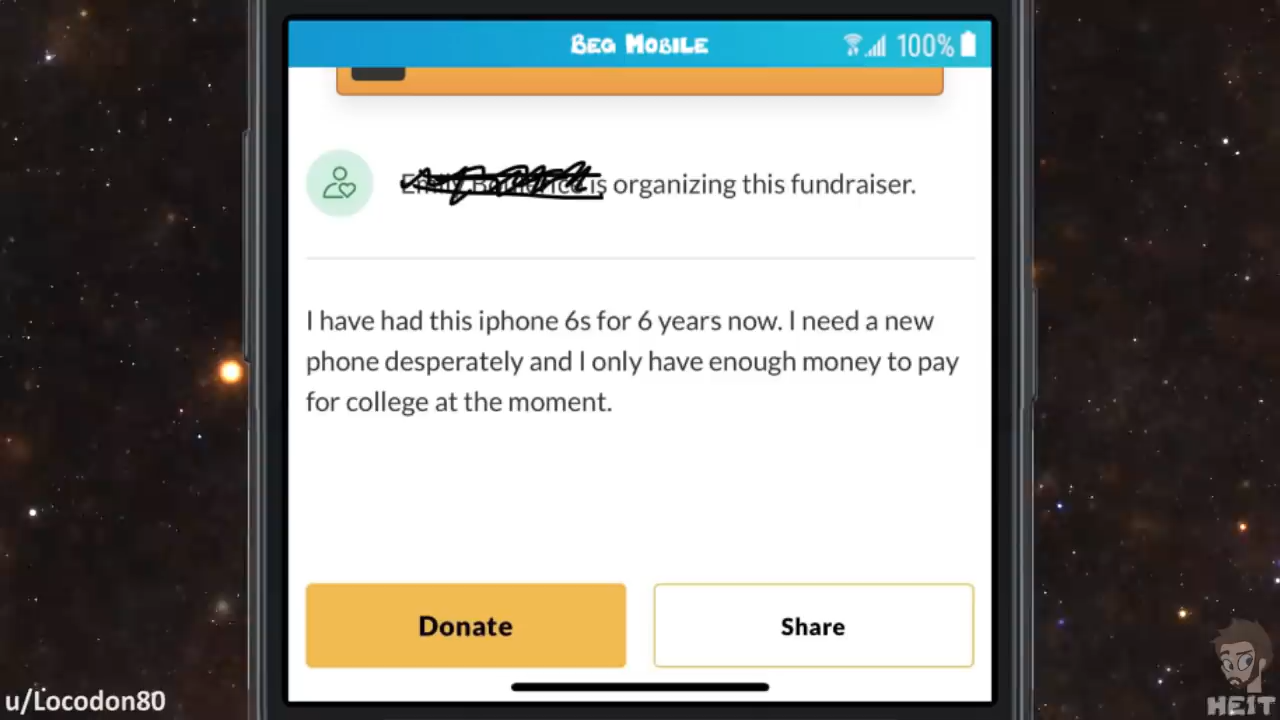 Beg Mobile
100%
is organizing this fundraiser.
I have had this iphone 6s for 6 years now. I need a new
phone desperately and I only have enough money to pay
for college at the moment.
Donate
Share
u/Locodon80
HEIT